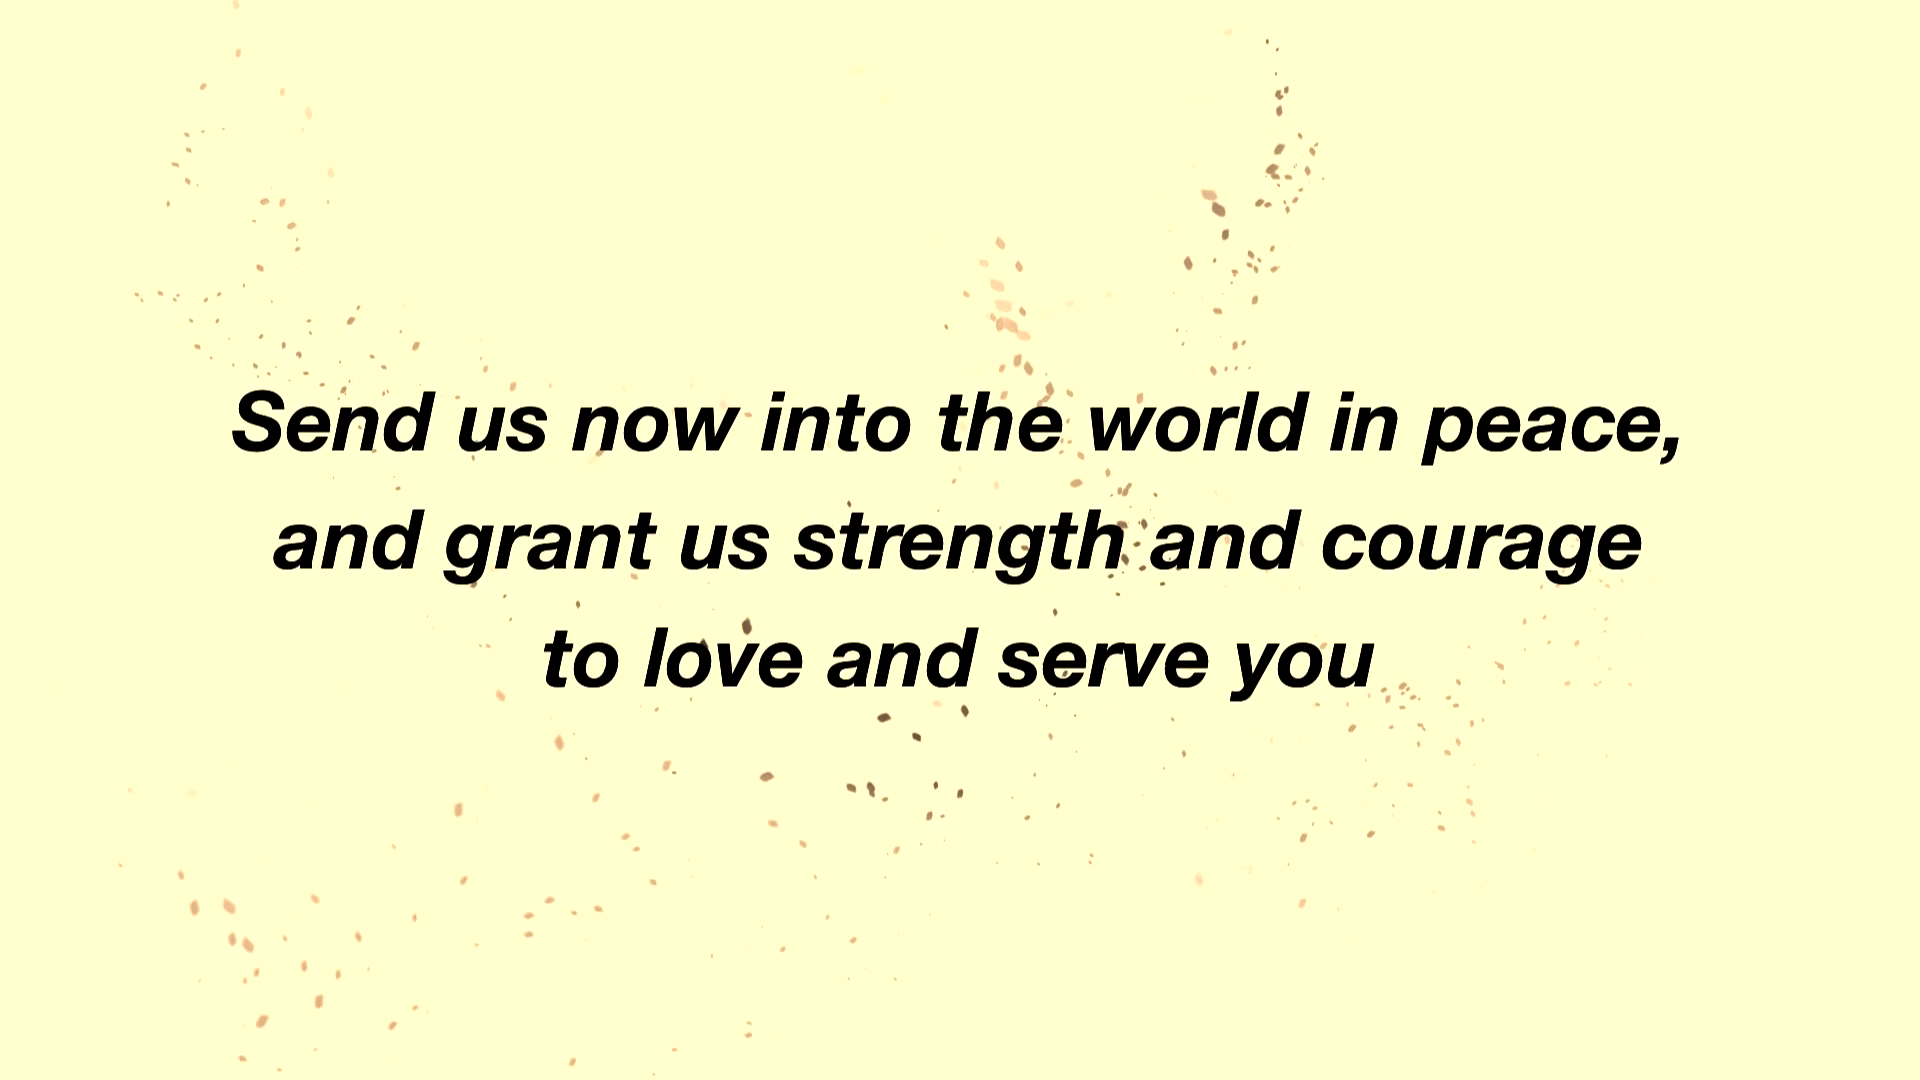 Send us now into the world in peace,
and grant us strength and courage
to love and serve you